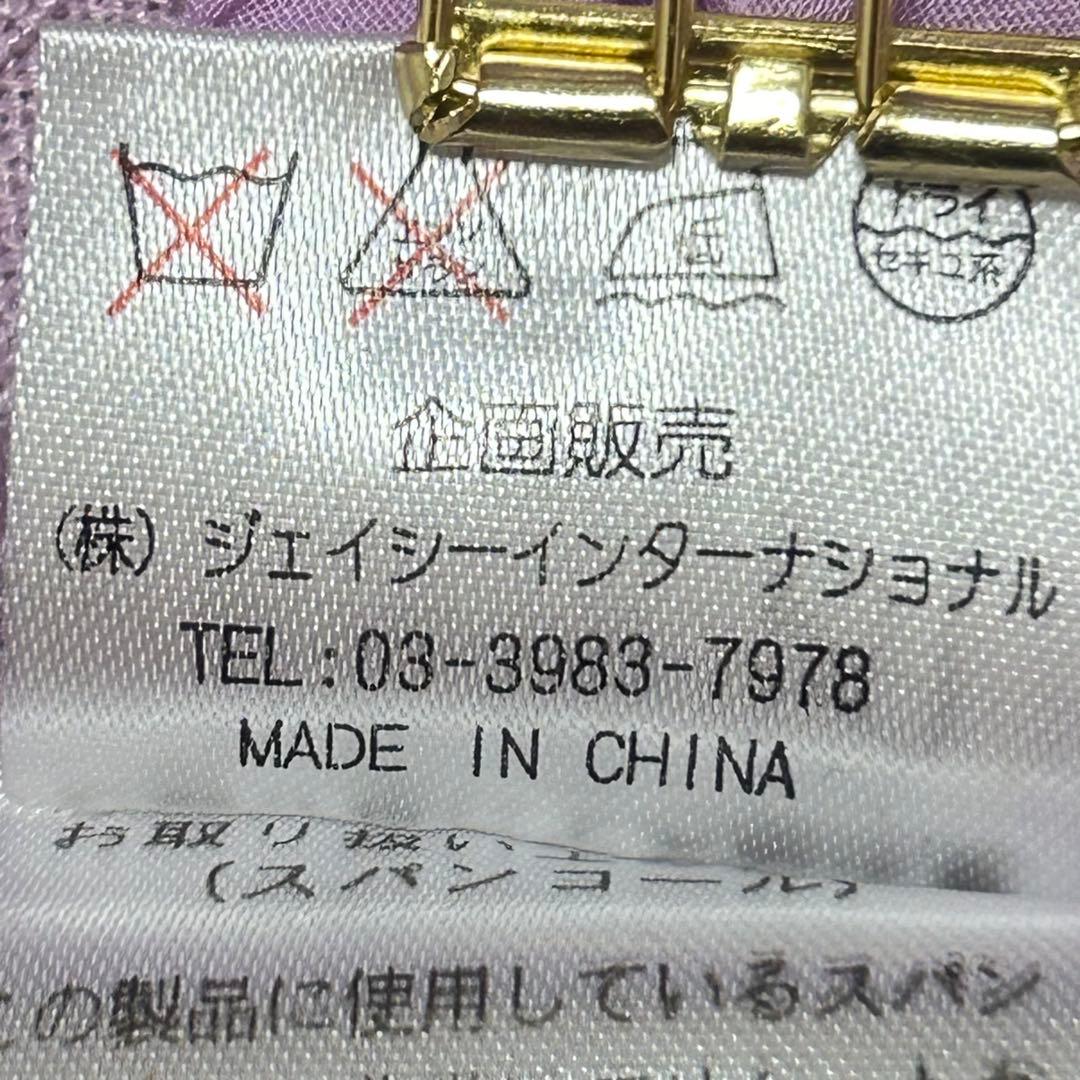 低
ドライ
セキユ系
企画販売
(株) ジェイシーインターナショナル
TEL:03-3983-7978
MADE IN CHINA
お取り扱い
(スパンコール)
この製品に使用しているスパン